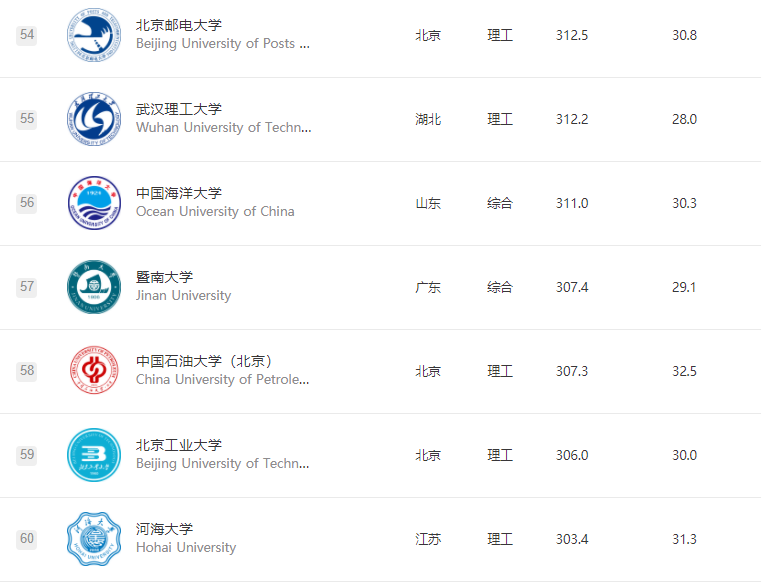 54
北京邮电大学
Beijing University of Posts ...
北京
理工
312.5
30.8
55
武汉理工大学
Wuhan University of Techn...
湖北
理工
312.2
28.0
56
中国海洋大学
Ocean University of China
山东
综合
311.0
30.3
57
暨南大学
Jinan University
广东
综合
307.4
29.1
58
中国石油大学（北京）
China University of Petrole...
北京
理工
307.3
32.5
59
北京工业大学
Beijing University of Techn...
北京
理工
306.0
30.0
60
河海大学
Hohai University
江苏
理工
303.4
31.3